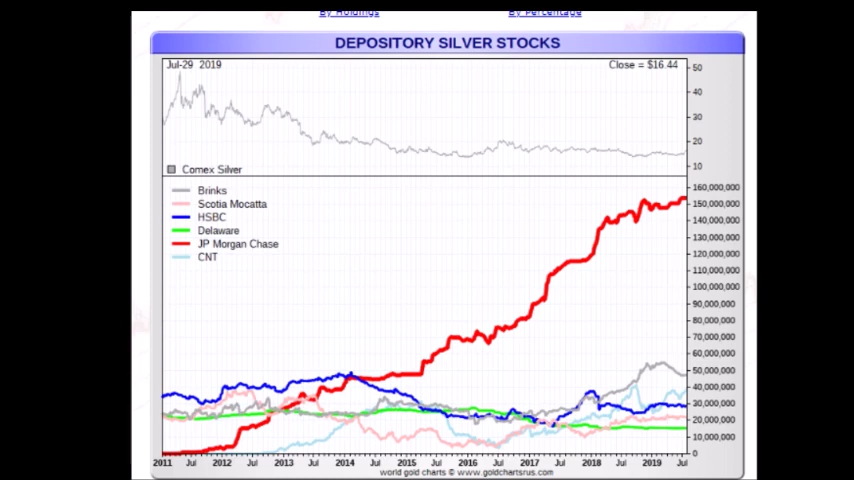 By Holdings By Percentage
DEPOSITORY SILVER STOCKS
Jul-29 2019 Close = $16.44
50
40
30
20
10
Comex Silver
160,000,000
150,000,000
140,000,000
130,000,000
120,000,000
110,000,000
100,000,000
90,000,000
80,000,000
70,000,000
60,000,000
50,000,000
40,000,000
30,000,000
20,000,000
10,000,000
0
Brinks
Scotia Mocatta
HSBC
Delaware
JP Morgan Chase
CNT
2011 Jul 2012 Jul 2013 Jul 2014 Jul 2015 Jul 2016 Jul 2017 Jul 2018 Jul 2019 Jul
world gold charts © www.goldchartsrus.com